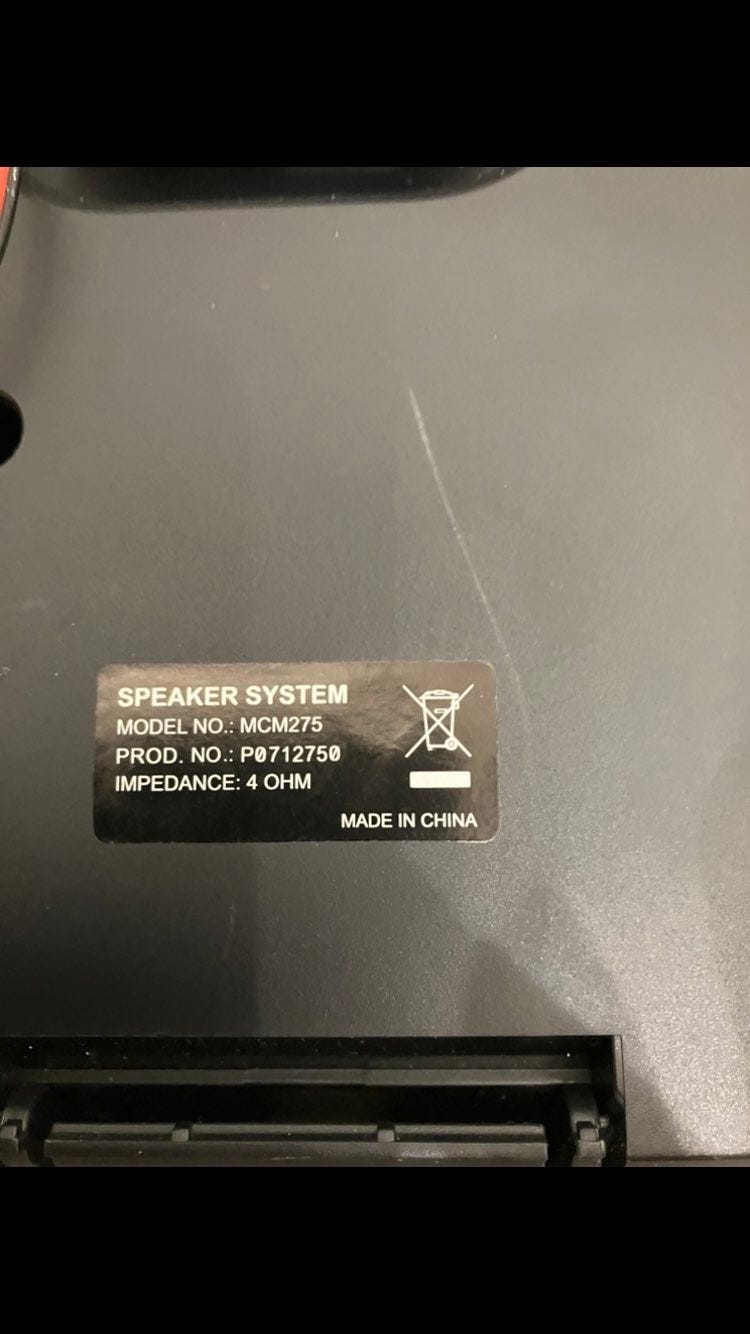 SPEAKER SYSTEM
MODEL NO.: MCM275
PROD. NO.: P0712750
IMPEDANCE: 4 OHM
MADE IN CHINA